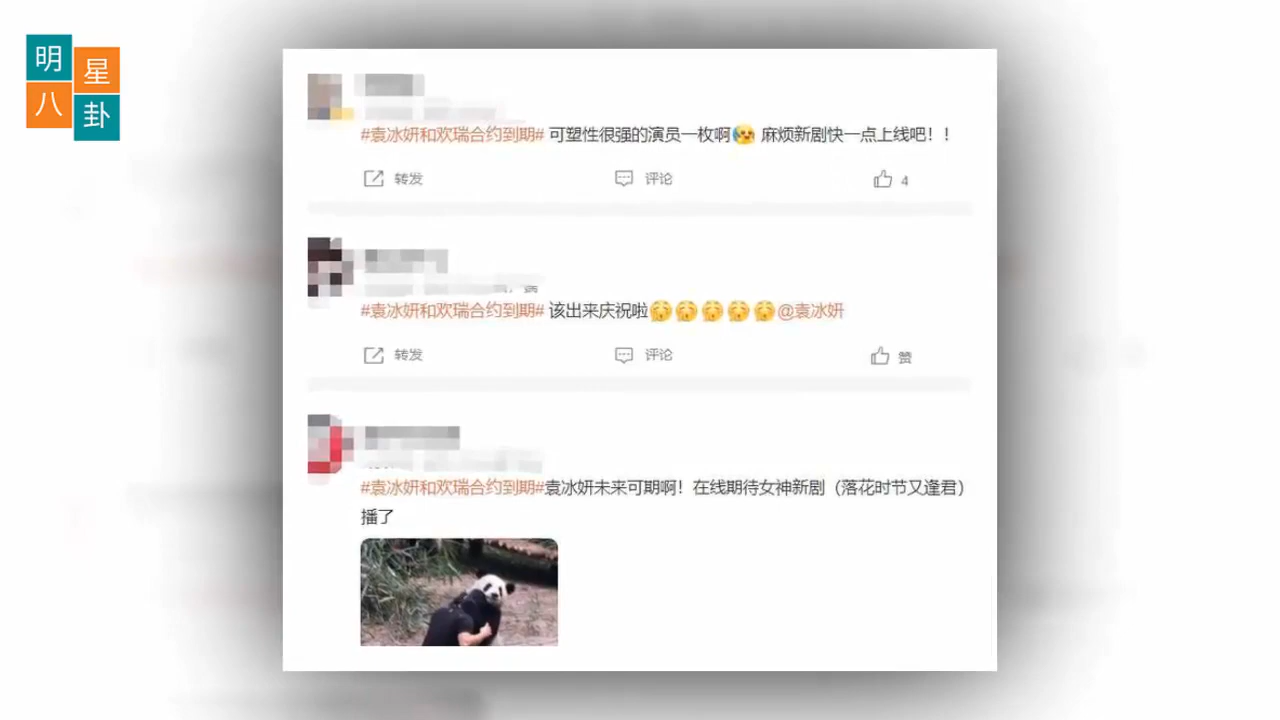 明星
八卦
#袁冰妍和欢瑞合约到期# 可塑性很强的演员一枚啊 麻烦新剧快一点上线吧！！
转发 评论 4
#袁冰妍和欢瑞合约到期# 该出来庆祝啦@袁冰妍
转发 评论 赞
#袁冰妍和欢瑞合约到期#袁冰妍未来可期啊！在线期待女神新剧（落花时节又逢君）
播了